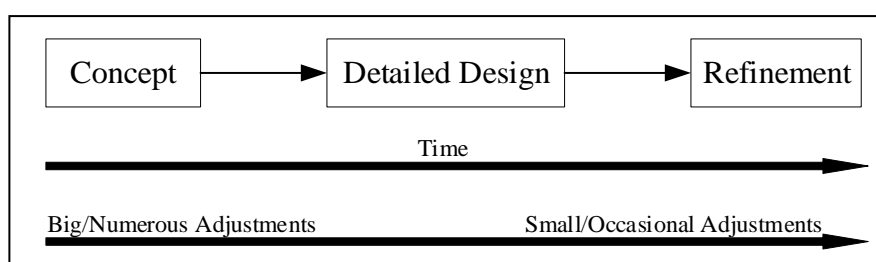 Concept
Detailed Design
Refinement
Time
Big/Numerous Adjustments
Small/Occasional Adjustments